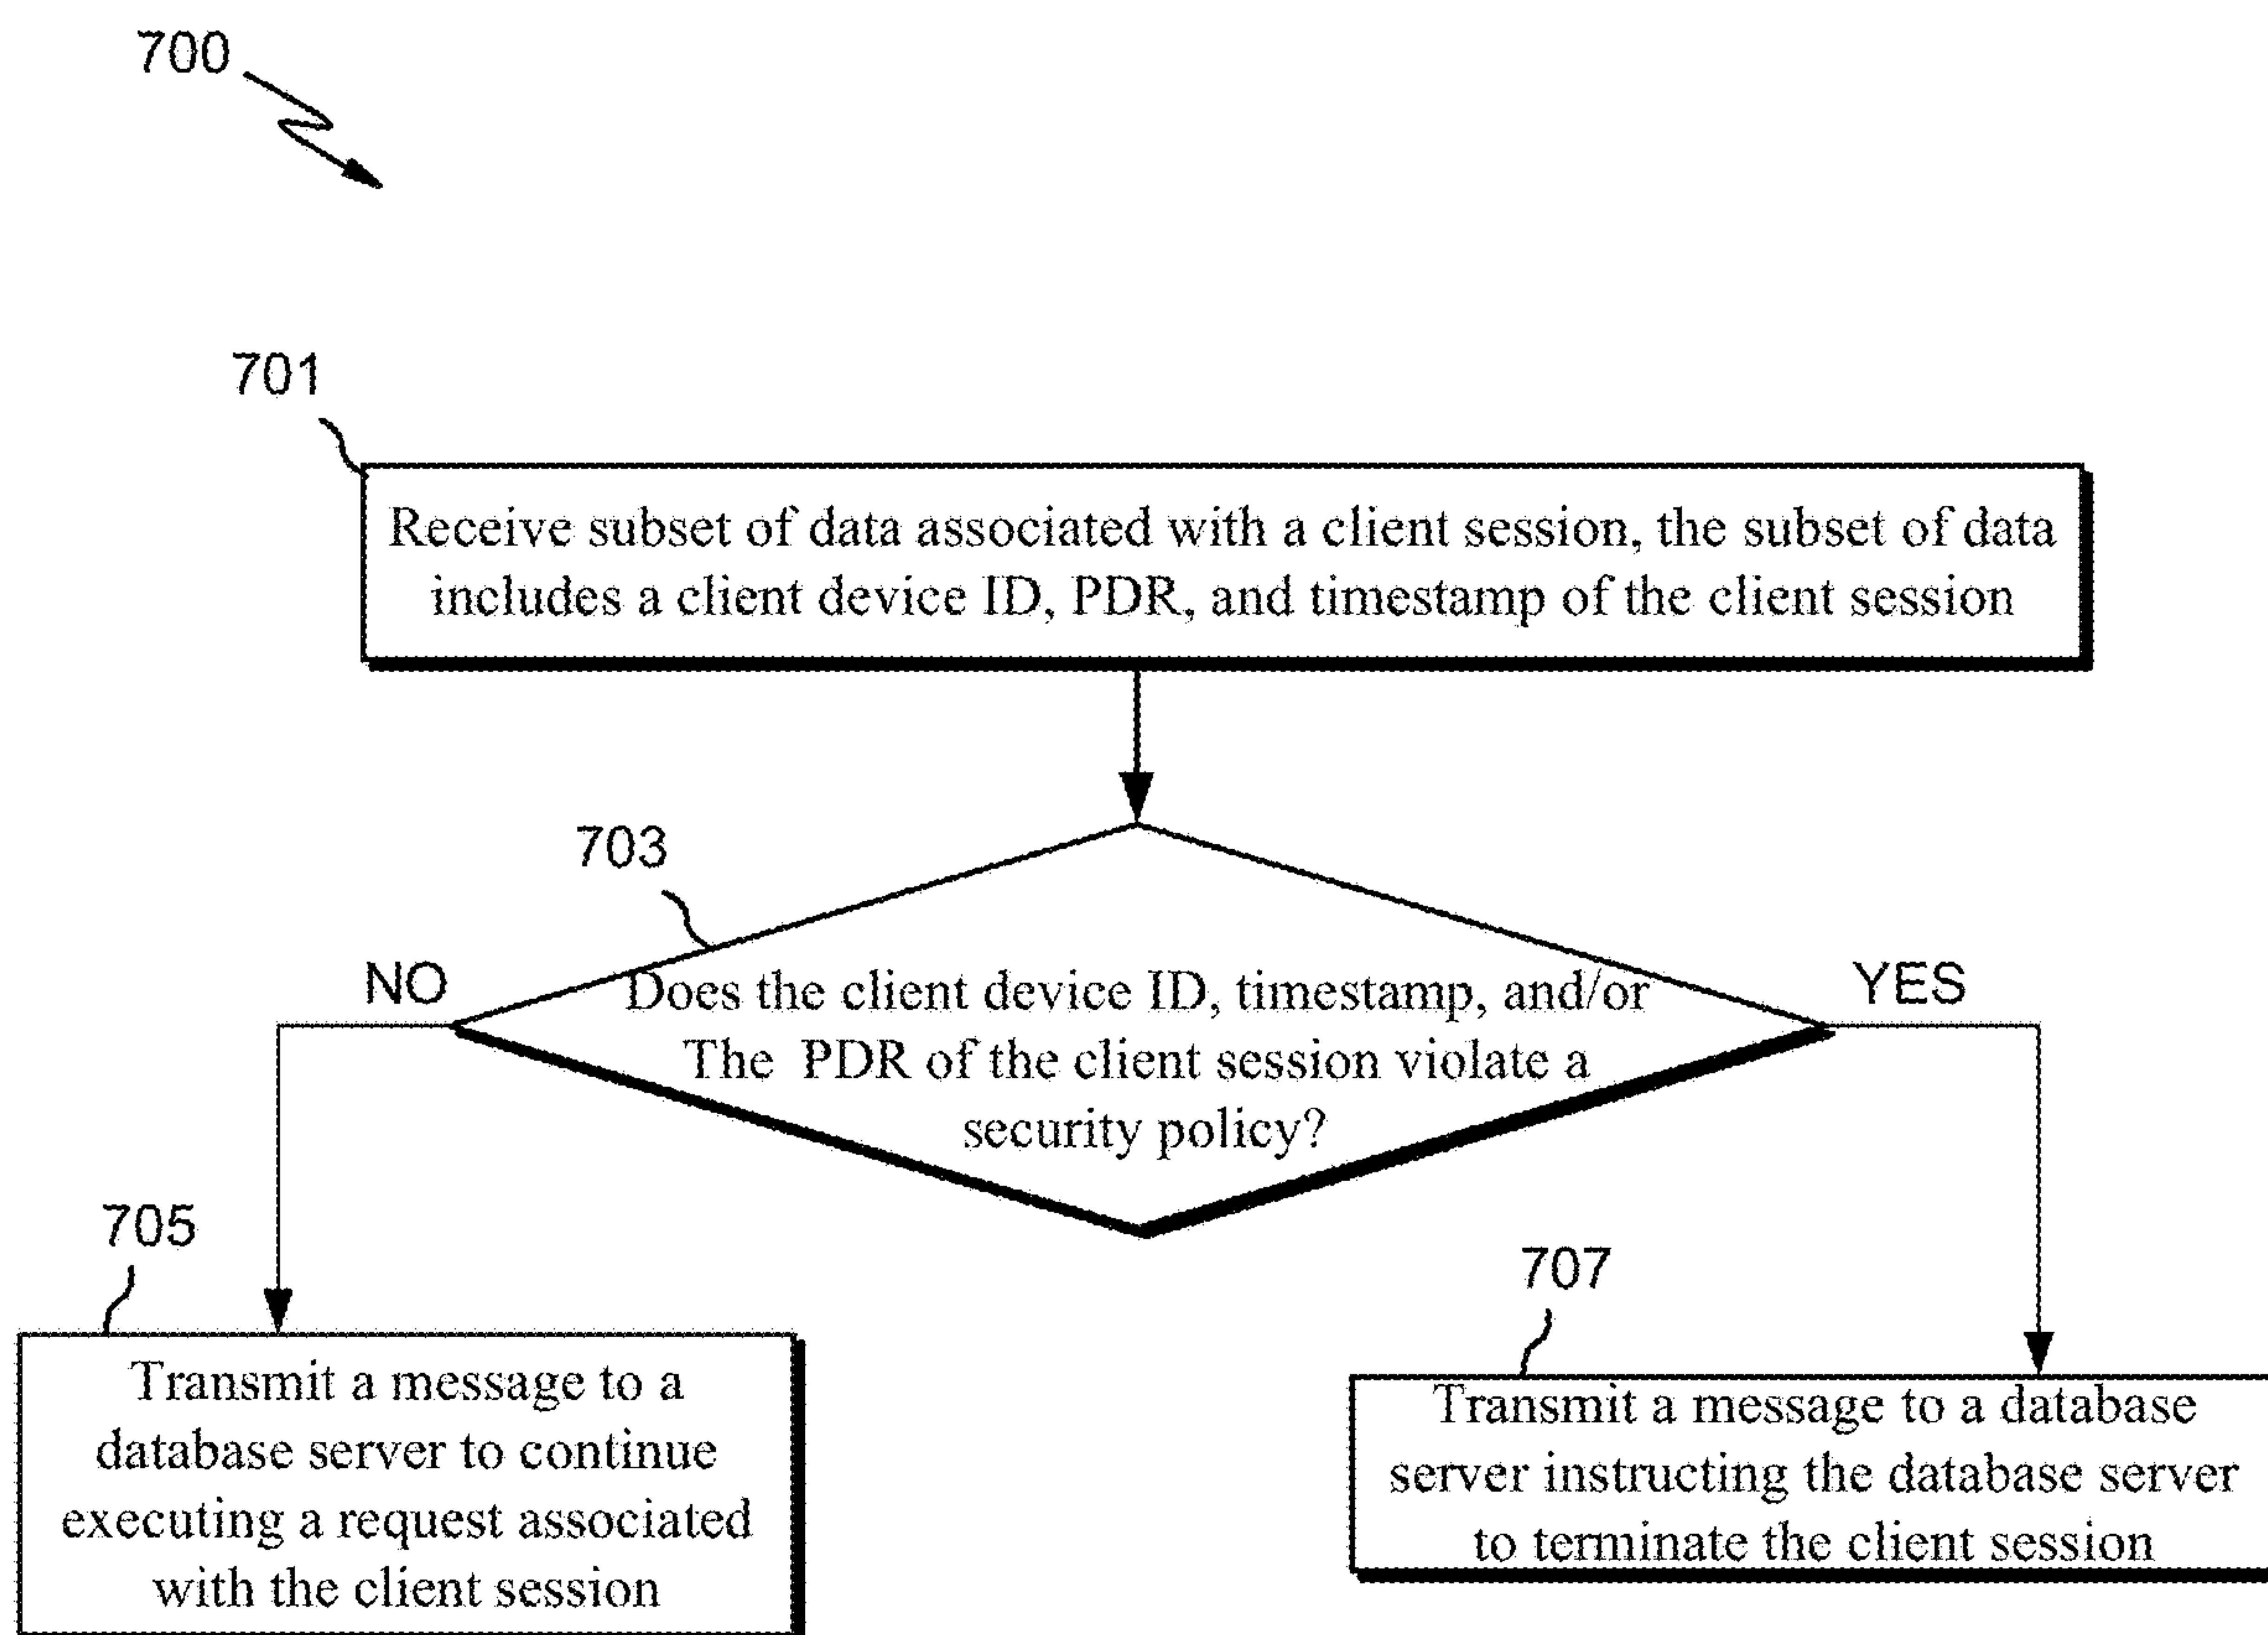 700
701
Receive subset of data associated with a client session, the subset of data
includes a client device ID, PDR, and timestamp of the client session
703
NO
YES
Does the client device ID, timestamp, and/or
The PDR of the client session violate a
security policy?
705
Transmit a message to a
database server to continue
executing a request associated
with the client session
707
Transmit a message to a database
server instructing the database server
to terminate the client session